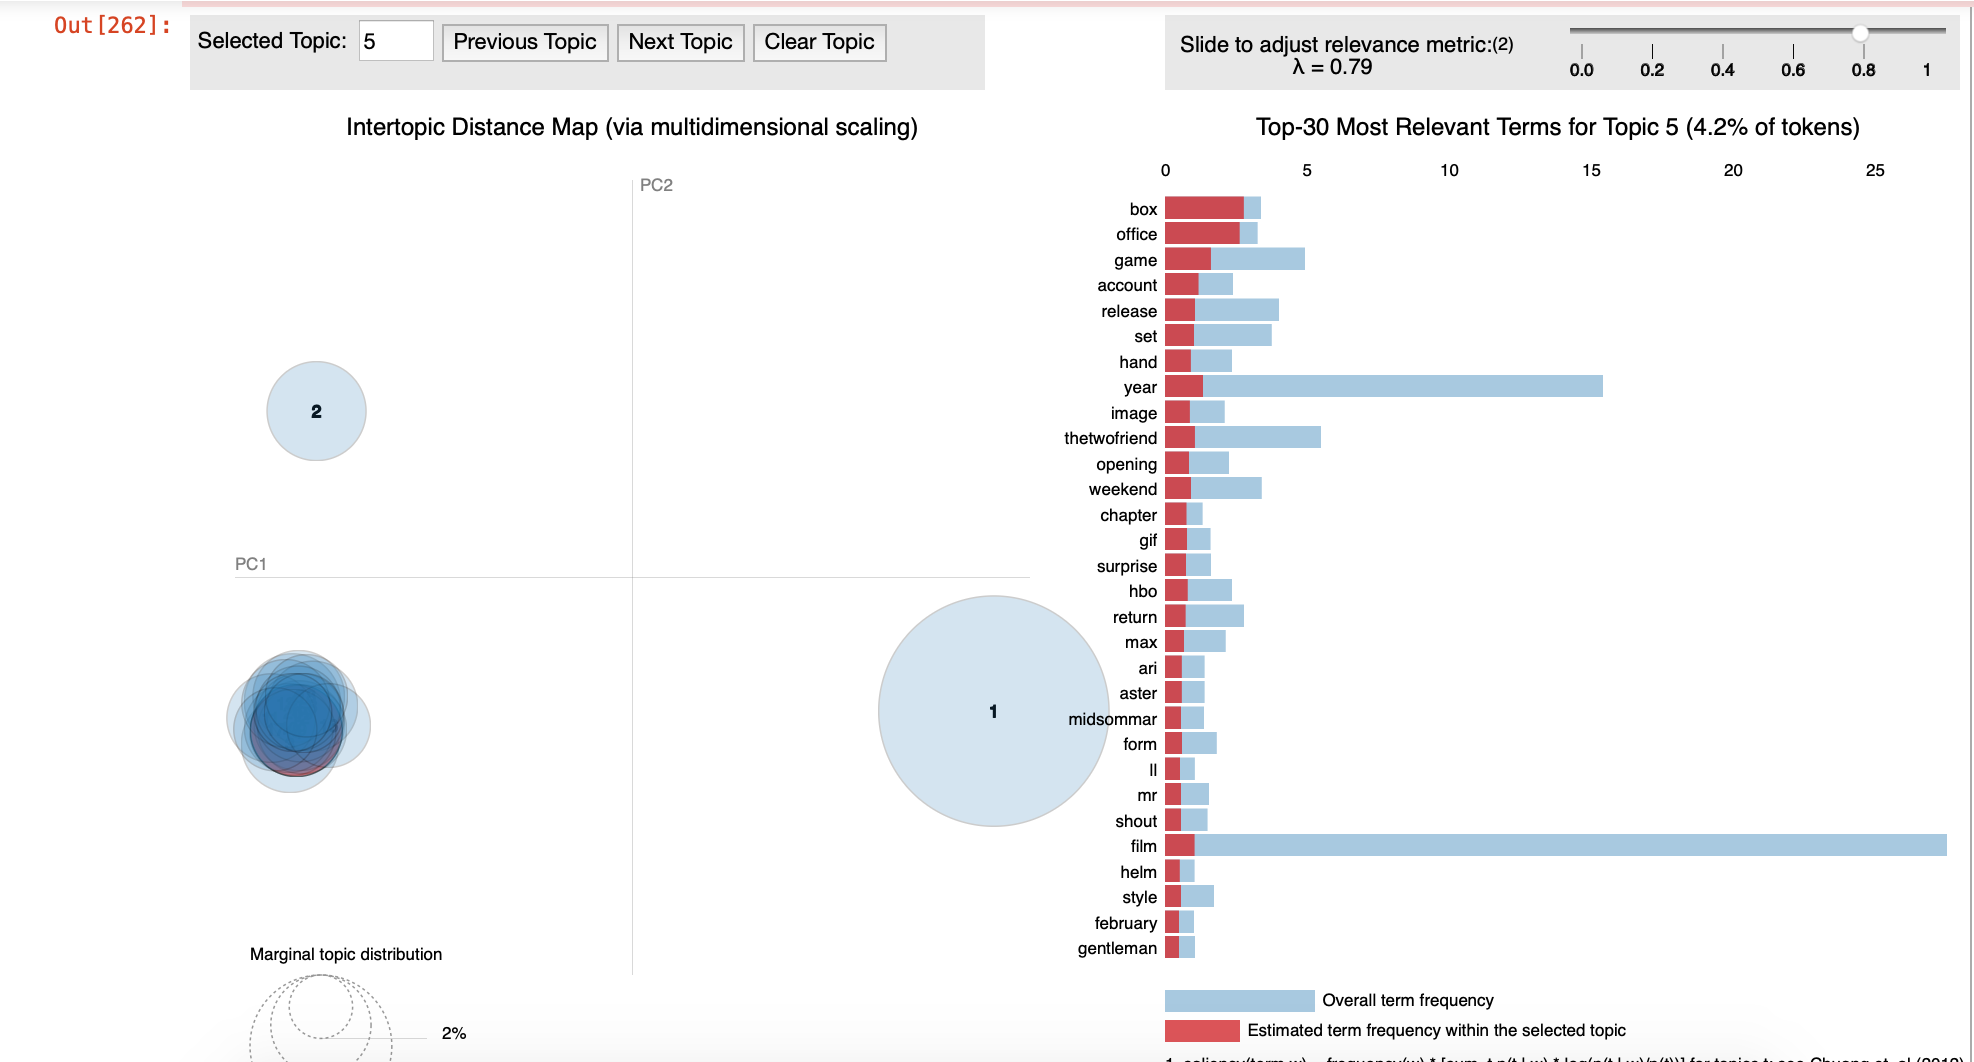 Out[262]:
Selected Topic: 5 Previous Topic Next Topic Clear Topic
Slide to adjust relevance metric:(2)
λ = 0.79
0.0 0.2 0.4 0.6 0.8 1
Intertopic Distance Map (via multidimensional scaling)
PC2
PC1
2
1
Marginal topic distribution
2%
Top-30 Most Relevant Terms for Topic 5 (4.2% of tokens)
0 5 10 15 20 25
box
office
game
account
release
set
hand
year
image
thetwofriend
opening
weekend
chapter
gif
surprise
hbo
return
max
ari
aster
midsommar
form
ll
mr
shout
film
helm
style
february
gentleman
Overall term frequency
Estimated term frequency within the selected topic